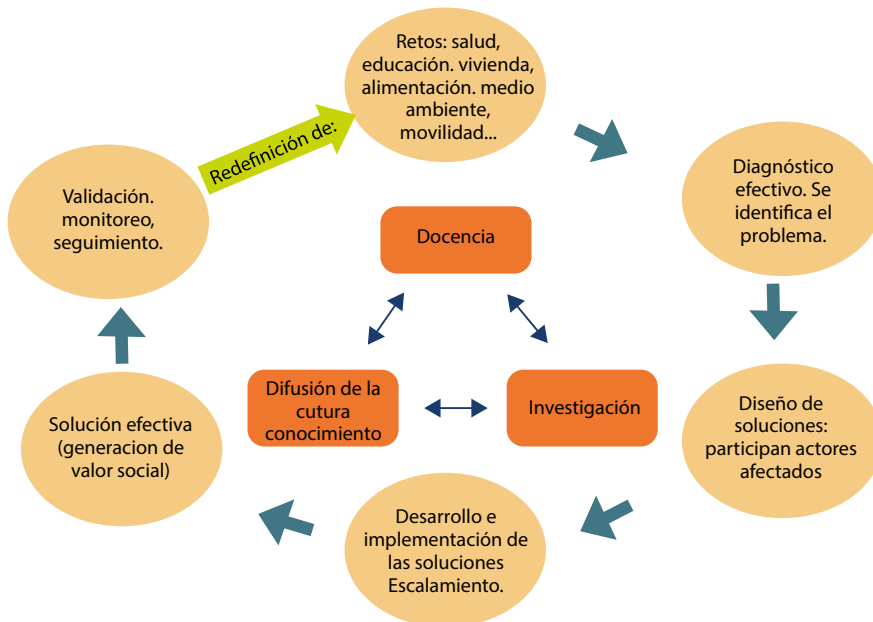 Retos: salud,
educación. vivienda,
alimentación. medio
ambiente,
movilidad...
Redefinición de:
Diagnóstico
efectivo. Se
identifica el
problema.
Validación.
monitoreo,
seguimiento.
Docencia
Difusión de la
cutura
conocimiento
Investigación
Diseño de
soluciones:
participan actores
afectados
Solución efectiva
(generacion de
valor social)
Desarrollo e
implementación de
las soluciones
Escalamiento.